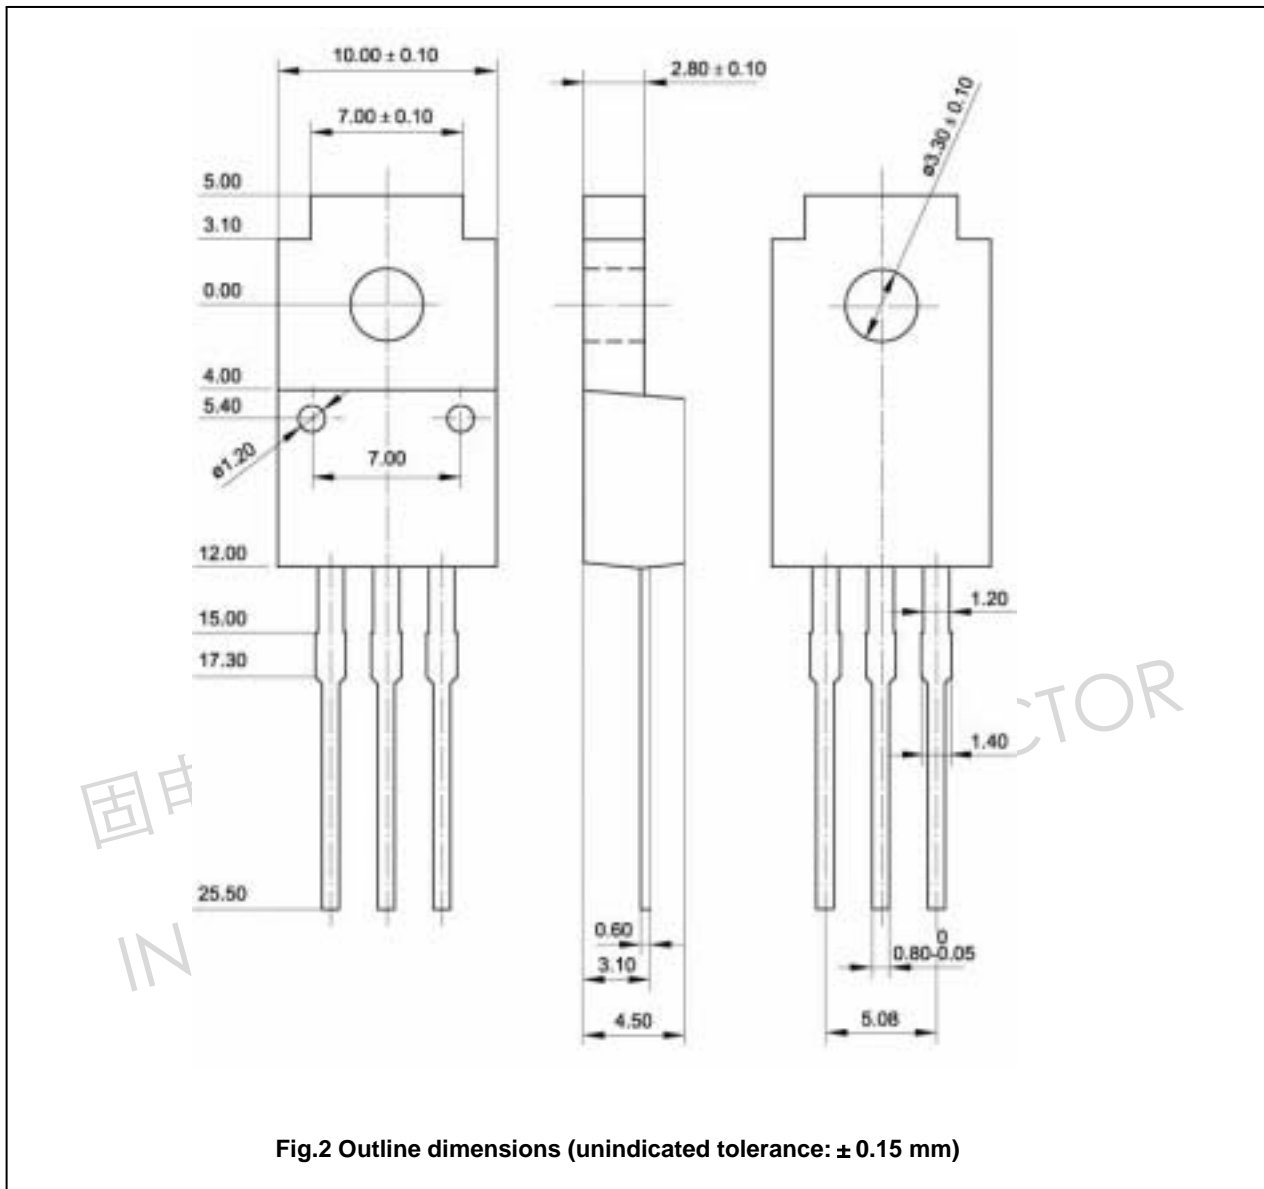 10.00 ± 0.10
2.80 ± 0.10
ø3.30 ± 0.10
7.00 ± 0.10
5.00
3.10
0.00
4.00
5.40
ø1.20
7.00
12.00
15.00
1.20
17.30
1.40
CTOR
固
25.50
IN
0.60
0
0.80-0.05
3.10
4.50
5.08
Fig.2 Outline dimensions (unindicated tolerance: ± 0.15 mm)